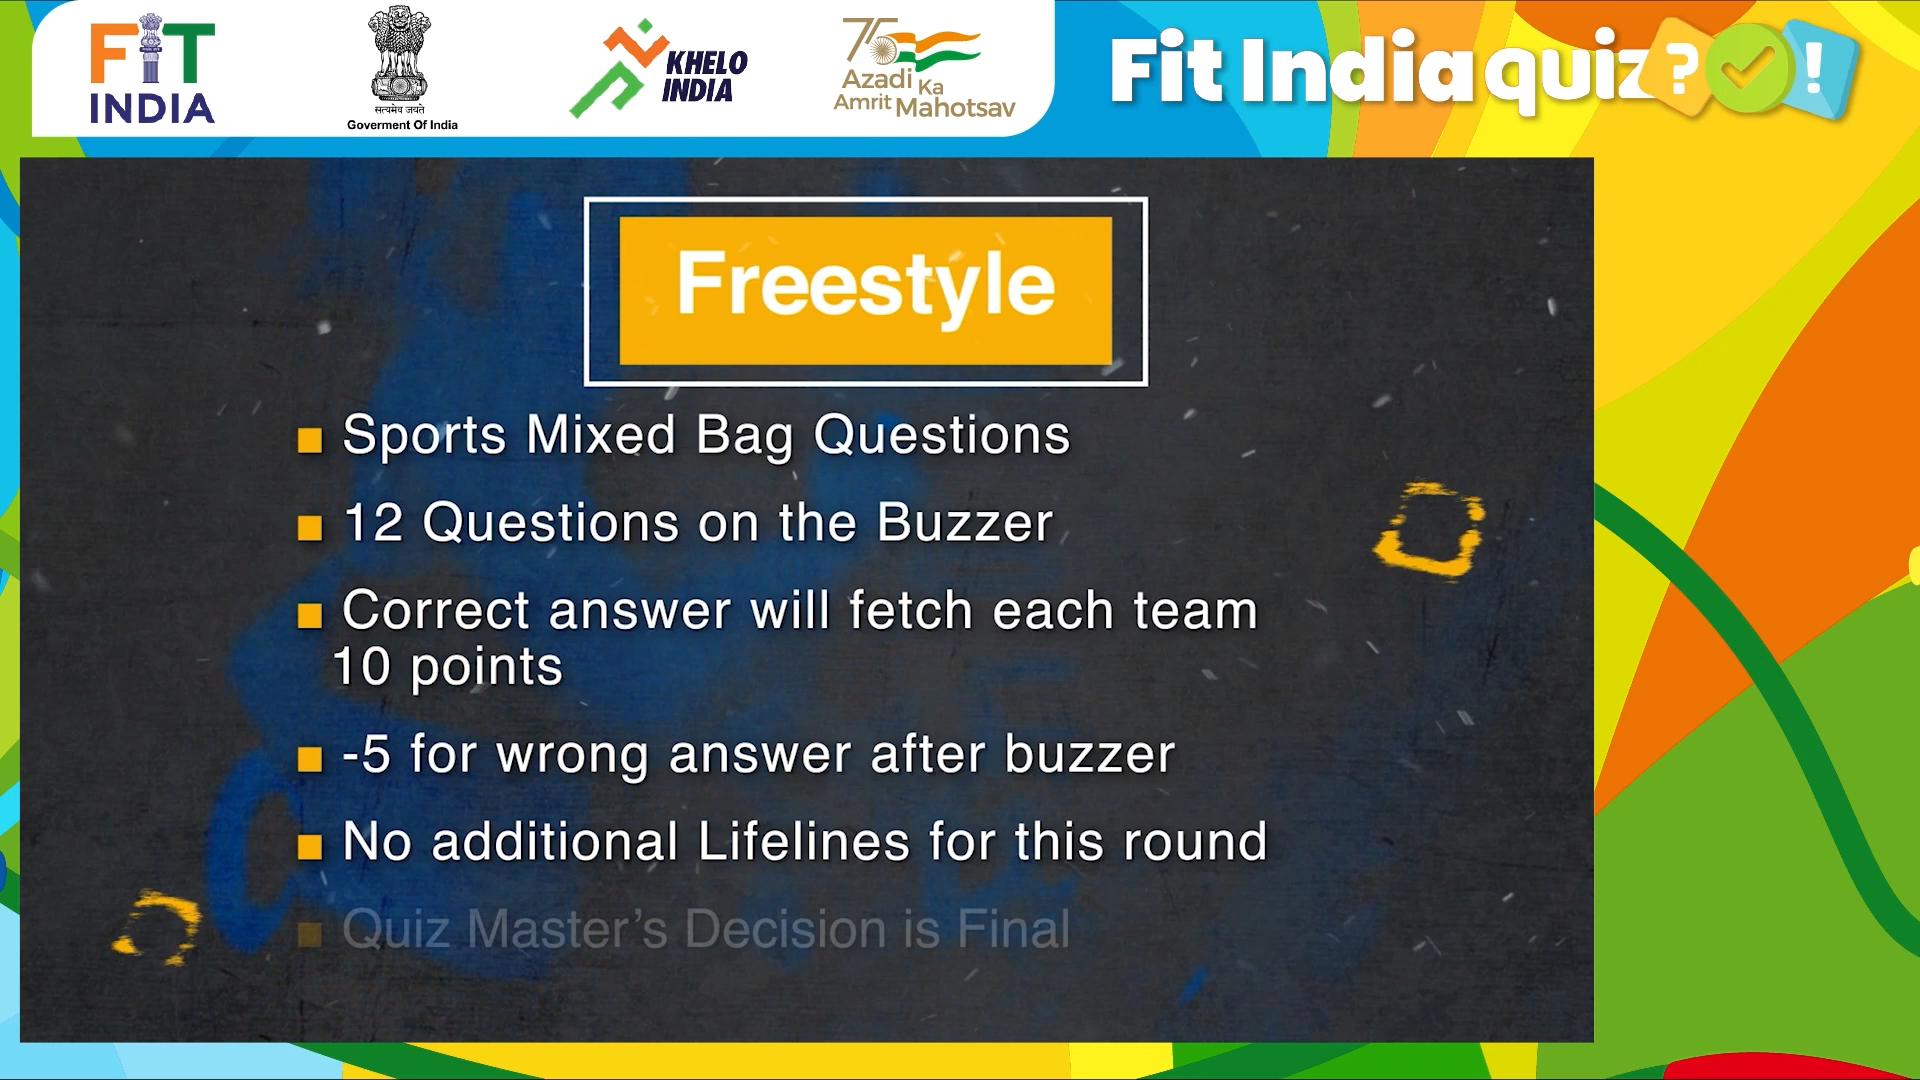 FIT
INDIA
सत्यमेव जयते
Goverment Of India
KHELO
INDIA
75
Azadi Ka
Amrit Mahotsav
Fit India quiz ? !
Freestyle
Sports Mixed Bag Questions
12 Questions on the Buzzer
Correct answer will fetch each team
10 points
-5 for wrong answer after buzzer
No additional Lifelines for this round
Quiz Master’s Decision is Final